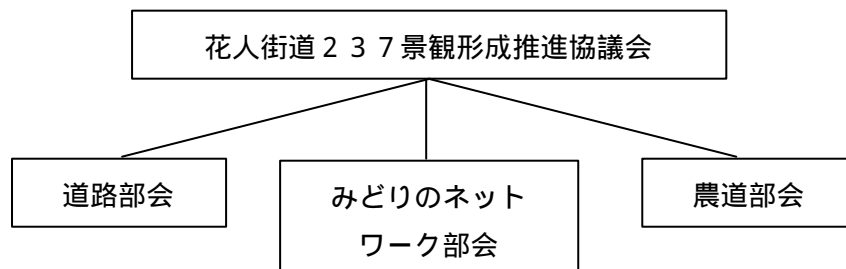 花人街道２３７景観形成推進協議会
道路部会
みどりのネット
ワーク部会
農道部会